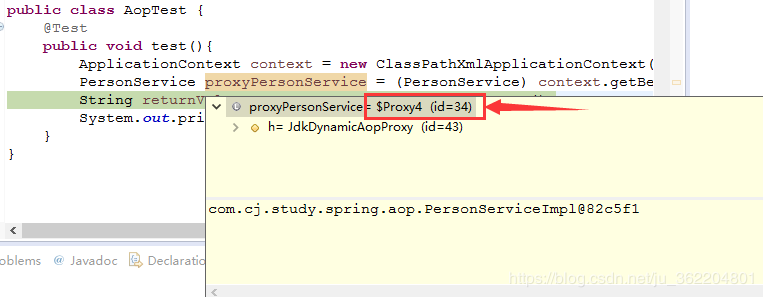 public class AopTest {
@Test
public void test(){
ApplicationContext context = new ClassPathXmlApplicationContext(
PersonService proxyPersonService = (PersonService) context.getBe
String returnV
System.out.pri
}
}
proxyPersonService= $Proxy4 (id=34)
h= JdkDynamicAopProxy (id=43)
com.cj.study.spring.aop.PersonServiceImpl@82c5f1
oblems @ Javadoc Declaratio
https://blog.csdn.net/ju_362204801